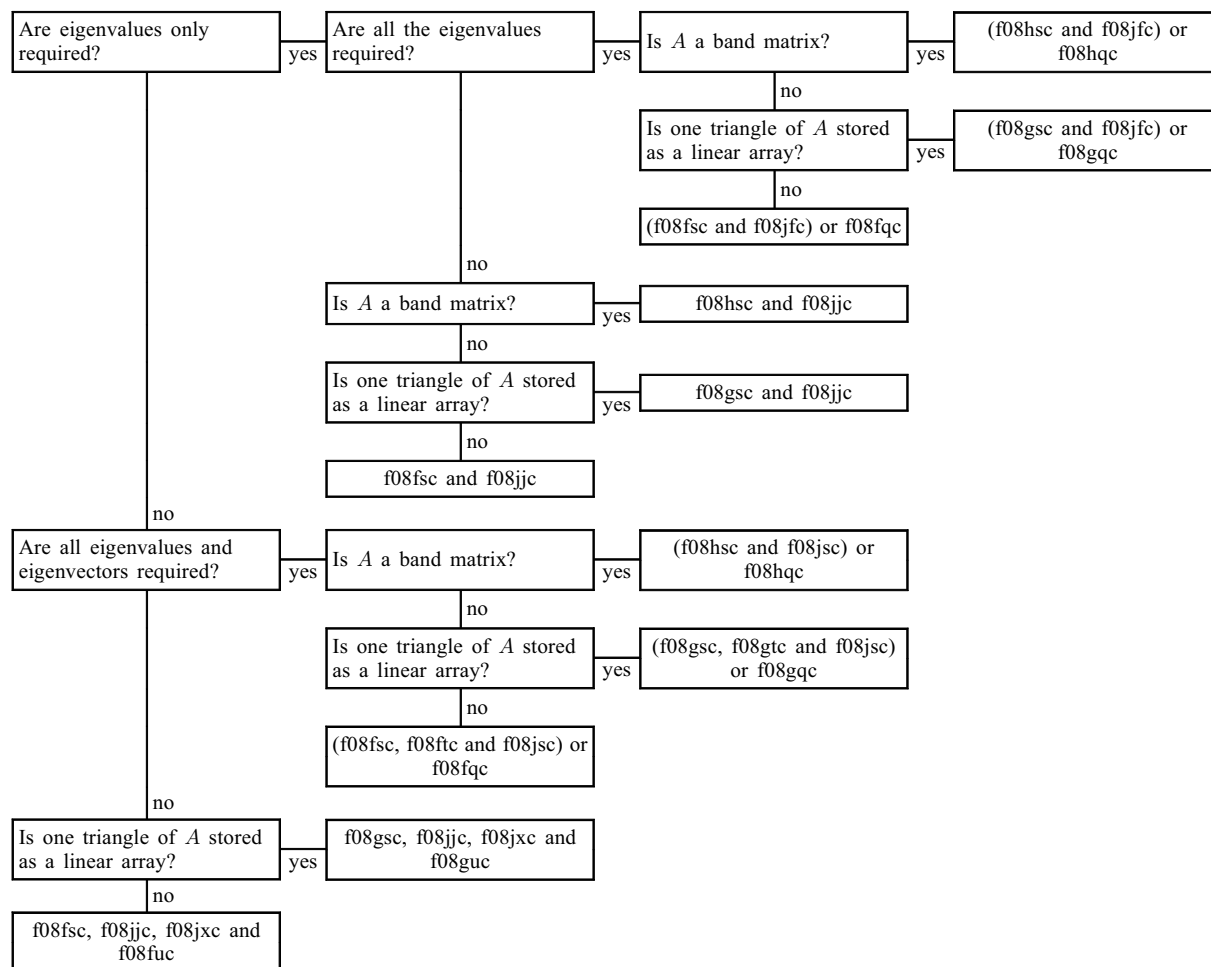 Are eigenvalues only
required?
yes
Are all the eigenvalues
required?
yes
Is A a band matrix?
yes
(f08hsc and f08jfc) or
f08hqc
no
Is one triangle of A stored
as a linear array?
yes
(f08gsc and f08jfc) or
f08gqc
no
(f08fsc and f08jfc) or f08fqc
no
Is A a band matrix?
yes
f08hsc and f08jjc
no
Is one triangle of A stored
as a linear array?
yes
f08gsc and f08jjc
no
f08fsc and f08jjc
no
Are all eigenvalues and
eigenvectors required?
yes
Is A a band matrix?
yes
(f08hsc and f08jsc) or
f08hqc
no
Is one triangle of A stored
as a linear array?
yes
(f08gsc, f08gtc and f08jsc)
or f08gqc
no
(f08fsc, f08ftc and f08jsc) or
f08fqc
no
Is one triangle of A stored
as a linear array?
yes
f08gsc, f08jjc, f08jxc and
f08guc
no
f08fsc, f08jjc, f08jxc and
f08fuc